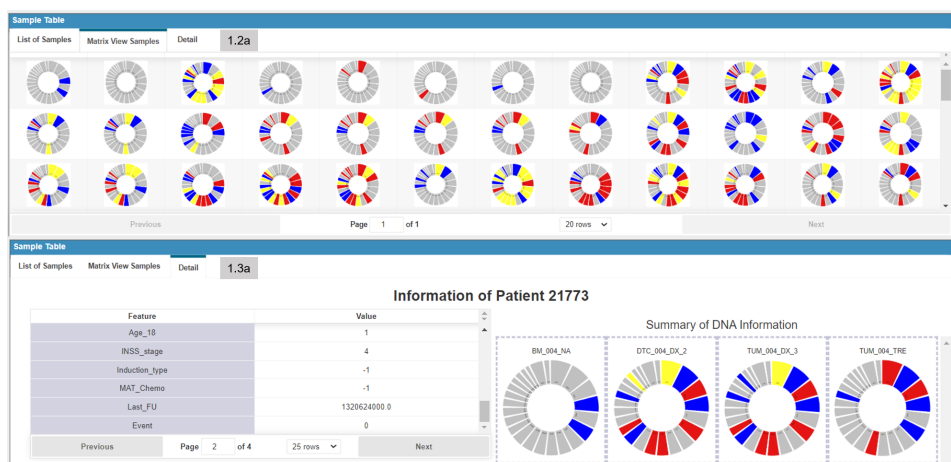 Sample Table
List of Samples Matrix View Samples Detail 1.2a
Previous Page 1 of 1 20 rows Next
Sample Table
List of Samples Matrix View Samples Detail 1.3a
Information of Patient 21773
Feature Value
Age_18 1
INSS_stage 4
Induction_type -1
MAT_Chemo -1
Last_FU 1320624000.0
Event 0
Previous Page 2 of 4 25 rows Next
Summary of DNA Information
BM_004_NA DTC_004_DX_2 TUM_004_DX_3 TUM_004_TRE